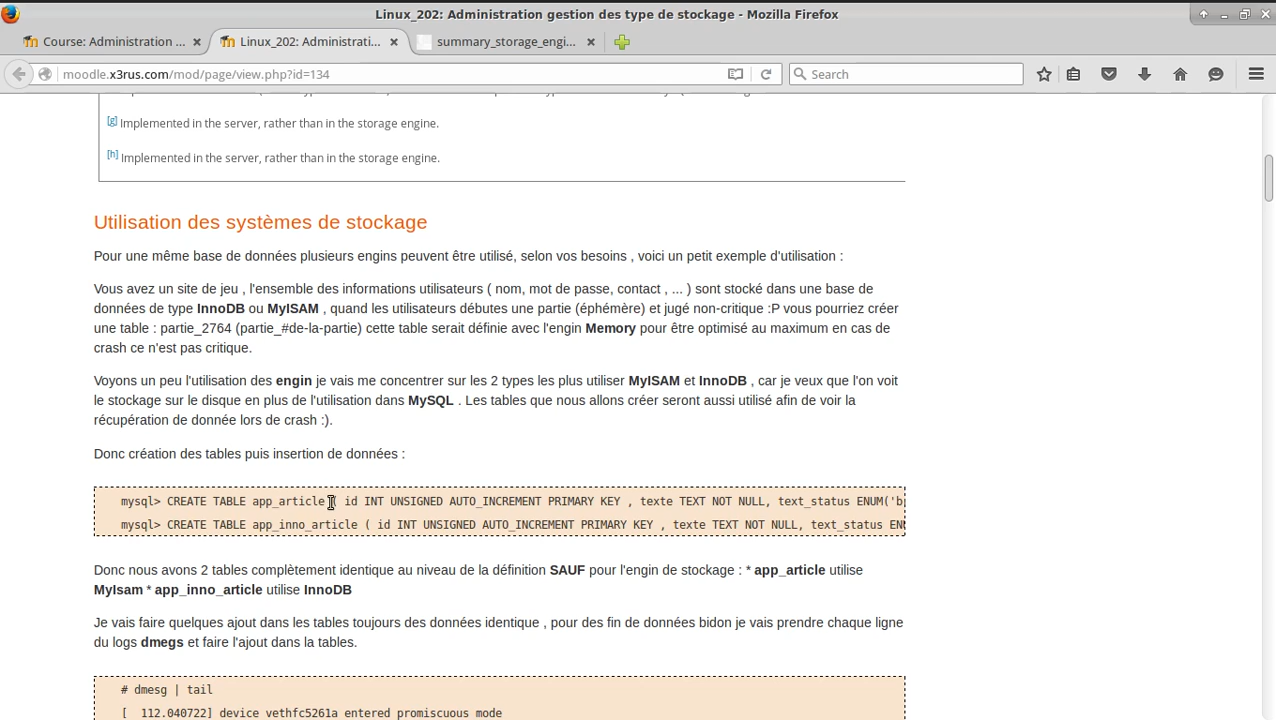 Linux_202: Administration gestion des type de stockage - Mozilla Firefox
Course: Administration ...
Linux_202: Administrati...
summary_storage_engi...
moodle.x3rus.com/mod/page/view.php?id=134
Search
[g] Implemented in the server, rather than in the storage engine.
[h] Implemented in the server, rather than in the storage engine.
Utilisation des systèmes de stockage
Pour une même base de données plusieurs engins peuvent être utilisé, selon vos besoins , voici un petit exemple d'utilisation :
Vous avez un site de jeu , l'ensemble des informations utilisateurs ( nom, mot de passe, contact , ... ) sont stocké dans une base de
données de type InnoDB ou MyISAM , quand les utilisateurs débutes une partie (éphémère) et jugé non-critique :P vous pourriez créer
une table : partie_2764 (partie_#de-la-partie) cette table serait définie avec l'engin Memory pour être optimisé au maximum en cas de
crash ce n'est pas critique.
Voyons un peu l'utilisation des engin je vais me concentrer sur les 2 types les plus utiliser MyISAM et InnoDB , car je veux que l'on voit
le stockage sur le disque en plus de l'utilisation dans MySQL . Les tables que nous allons créer seront aussi utilisé afin de voir la
récupération de donnée lors de crash :).
Donc création des tables puis insertion de données :
mysql> CREATE TABLE app_article ( id INT UNSIGNED AUTO_INCREMENT PRIMARY KEY , texte TEXT NOT NULL, text_status ENUM('b
mysql> CREATE TABLE app_inno_article ( id INT UNSIGNED AUTO_INCREMENT PRIMARY KEY , texte TEXT NOT NULL, text_status EN
Donc nous avons 2 tables complètement identique au niveau de la définition SAUF pour l'engin de stockage : * app_article utilise
MyIsam * app_inno_article utilise InnoDB
Je vais faire quelques ajout dans les tables toujours des données identique , pour des fin de données bidon je vais prendre chaque ligne
du logs dmegs et faire l'ajout dans la tables.
# dmesg | tail
[  112.040722] device vethfc5261a entered promiscuous mode